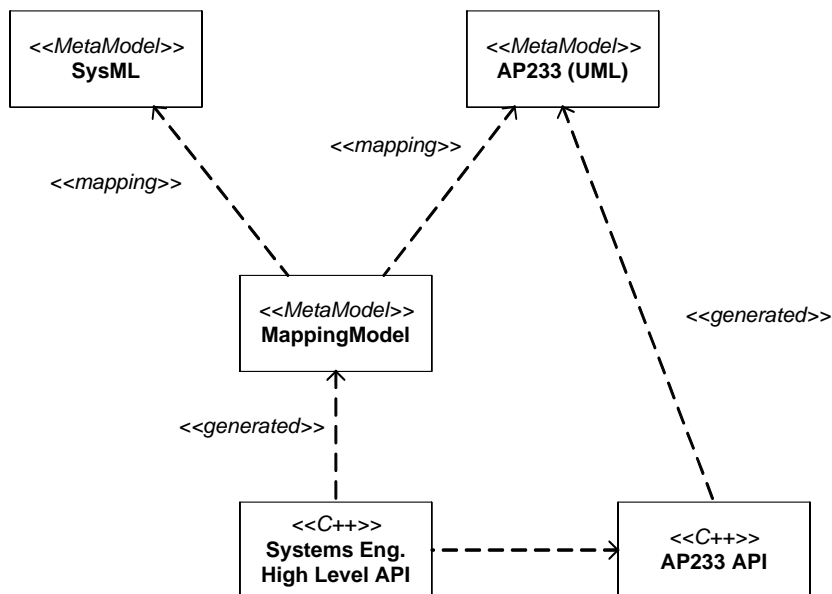 <<MetaModel>>
SysML
<<MetaModel>>
AP233 (UML)
<<mapping>>
<<mapping>>
<<MetaModel>>
MappingModel
<<generated>>
<<generated>>
<<C++>>
Systems Eng.
High Level API
<<C++>>
AP233 API